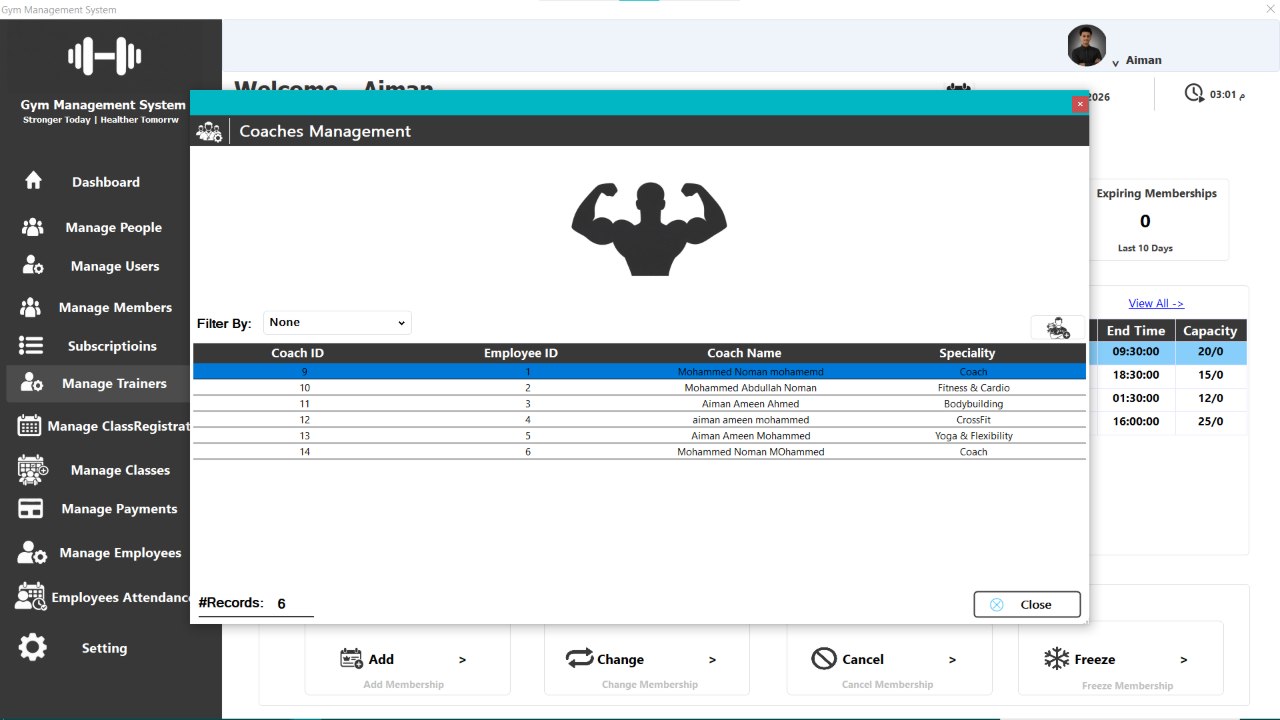 Gym Management System
Aiman
Gym Management System
Stronger Today | Healther Tomorrw
Welcome Aiman
2026
03:01 م
Coaches Management
Dashboard
Manage People
Manage Users
Manage Members
Subscriptioins
Manage Trainers
Manage ClassRegistrat
Manage Classes
Manage Payments
Manage Employees
Employees Attendanc
Setting
Filter By: None
Coach ID Employee ID Coach Name Speciality
9 1 Mohammed Noman mohamemd Coach
10 2 Mohammed Abdullah Noman Fitness & Cardio
11 3 Aiman Ameen Ahmed Bodybuilding
12 4 aiman ameen mohammed CrossFit
13 5 Aiman Ameen Mohammed Yoga & Flexibility
14 6 Mohammed Noman MOhammed Coach
#Records: 6
Close
Expiring Memberships
0
Last 10 Days
View All ->
End Time Capacity
09:30:00 20/0
18:30:00 15/0
01:30:00 12/0
16:00:00 25/0
Add >
Add Membership
Change >
Change Membership
Cancel >
Cancel Membership
Freeze >
Freeze Membership